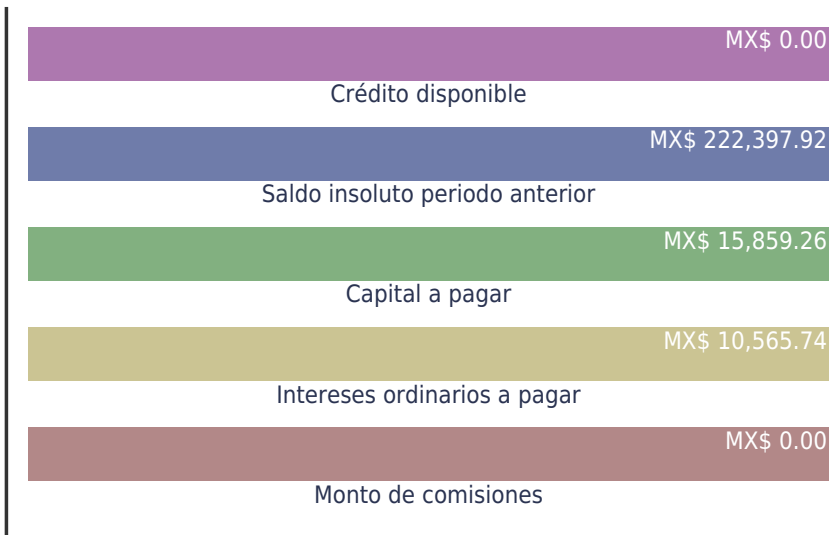 MX$ 0.00
Crédito disponible
MX$ 222,397.92
Saldo insoluto periodo anterior
MX$ 15,859.26
Capital a pagar
MX$ 10,565.74
Intereses ordinarios a pagar
MX$ 0.00
Monto de comisiones